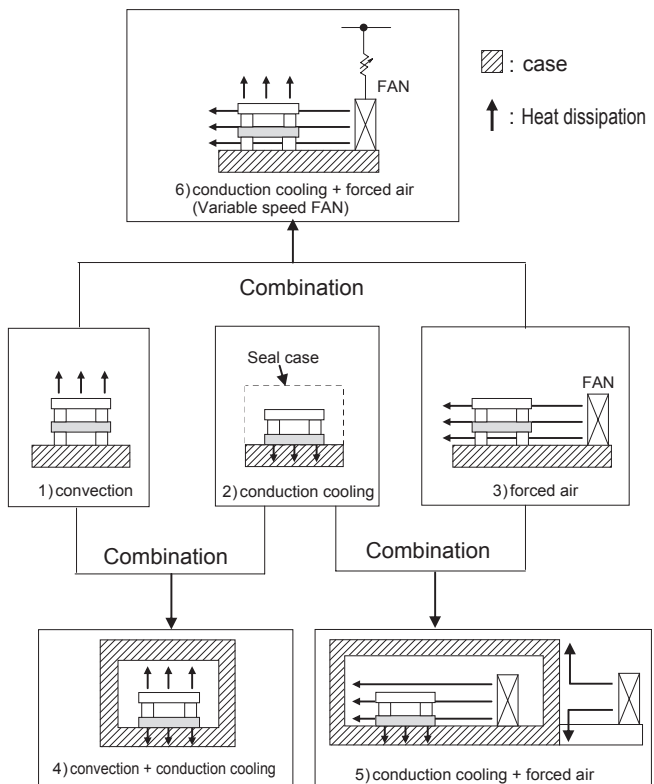 FAN
: case
: Heat dissipation
6) conduction cooling + forced air
(Variable speed FAN)
Combination
Seal case
FAN
1) convection
2) conduction cooling
3) forced air
Combination
Combination
4) convection + conduction cooling
5) conduction cooling + forced air